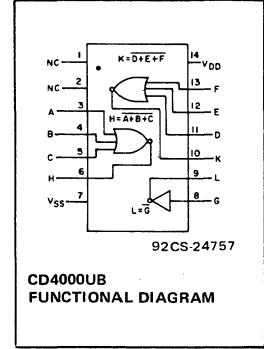 K=D+E+F
NC 1
14 VDD
NC 2
13 F
A 3
12 E
H=A+B+C
B 4
11 D
C 5
10 K
H 6
9 L
VSS 7
8 G
L=G
92CS-24757
CD4000UB
FUNCTIONAL DIAGRAM